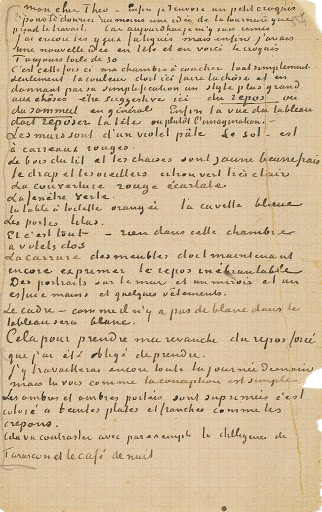 mon cher Theo – Enfin je t'envoie un petit croquis
pour te donner au moins une idée de la tournure que
prend le travail. Car aujourd'hui je m'y suis remis
J'ai encore les yeux fatigués mais enfin j'avais
une nouvelle idée en tête et en voici le croquis
Toujours toile de 30
C'est cette fois ci ma chambre à coucher tout simplement
seulement la couleur doit ici faire la chose et en
donnant par sa simplification un style plus grand
aux choses être suggestive ici du repos ou
du sommeil en général Enfin la vue du tableau
doit reposer la tête ou plutôt l'imagination. –
Les murs sont d'un violet pâle Le sol – est
à carreaux rouges.
Le bois du lit et les chaises sont jaune beurre frais
le drap et les oreillers citron vert très clair
La couverture rouge écarlate
La fenêtre verte.
la table à toilette orangée la cuvette bleue
Les portes lilas.
Et c'est tout – rien dans cette chambre
a volets clos
La carrure des meubles doit maintenant
encore exprimer le repos inébranlable
Des portraits sur le mur et un miroir et un
essuie mains et quelques vêtements.
Le cadre – comme il n'y a pas de blanc dans le
tableau sera blanc.
Cela pour prendre ma revanche du repos forcé
que j'ai été obligé de prendre.
J'y travaillerai encore toute la journée demain
mais tu vois comme la conception est simple.
Les ombres et ombres portées sont suprimées c'est
coloré à teintes plates et franches comme les
crepons.
Cela va contraster avec par exemple la diligence de
Tarascon et le café de nuit